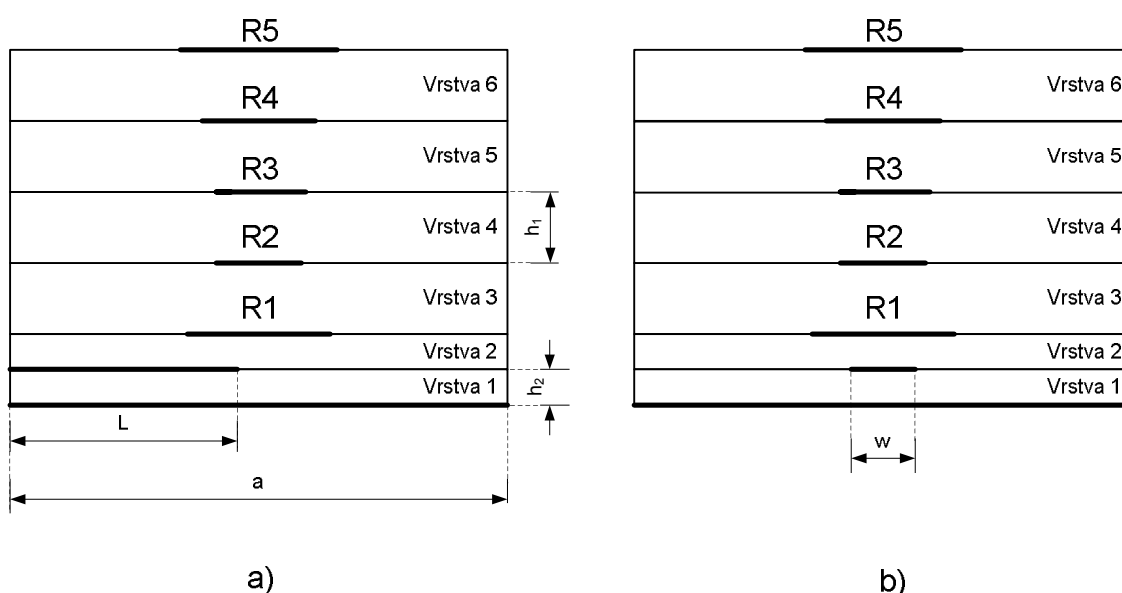 R5
Vrstva 6
R4
Vrstva 5
R3
h₁
Vrstva 4
R2
Vrstva 3
R1
Vrstva 2
h₂
Vrstva 1
L
a
a)
R5
Vrstva 6
R4
Vrstva 5
R3
Vrstva 4
R2
Vrstva 3
R1
Vrstva 2
Vrstva 1
w
b)